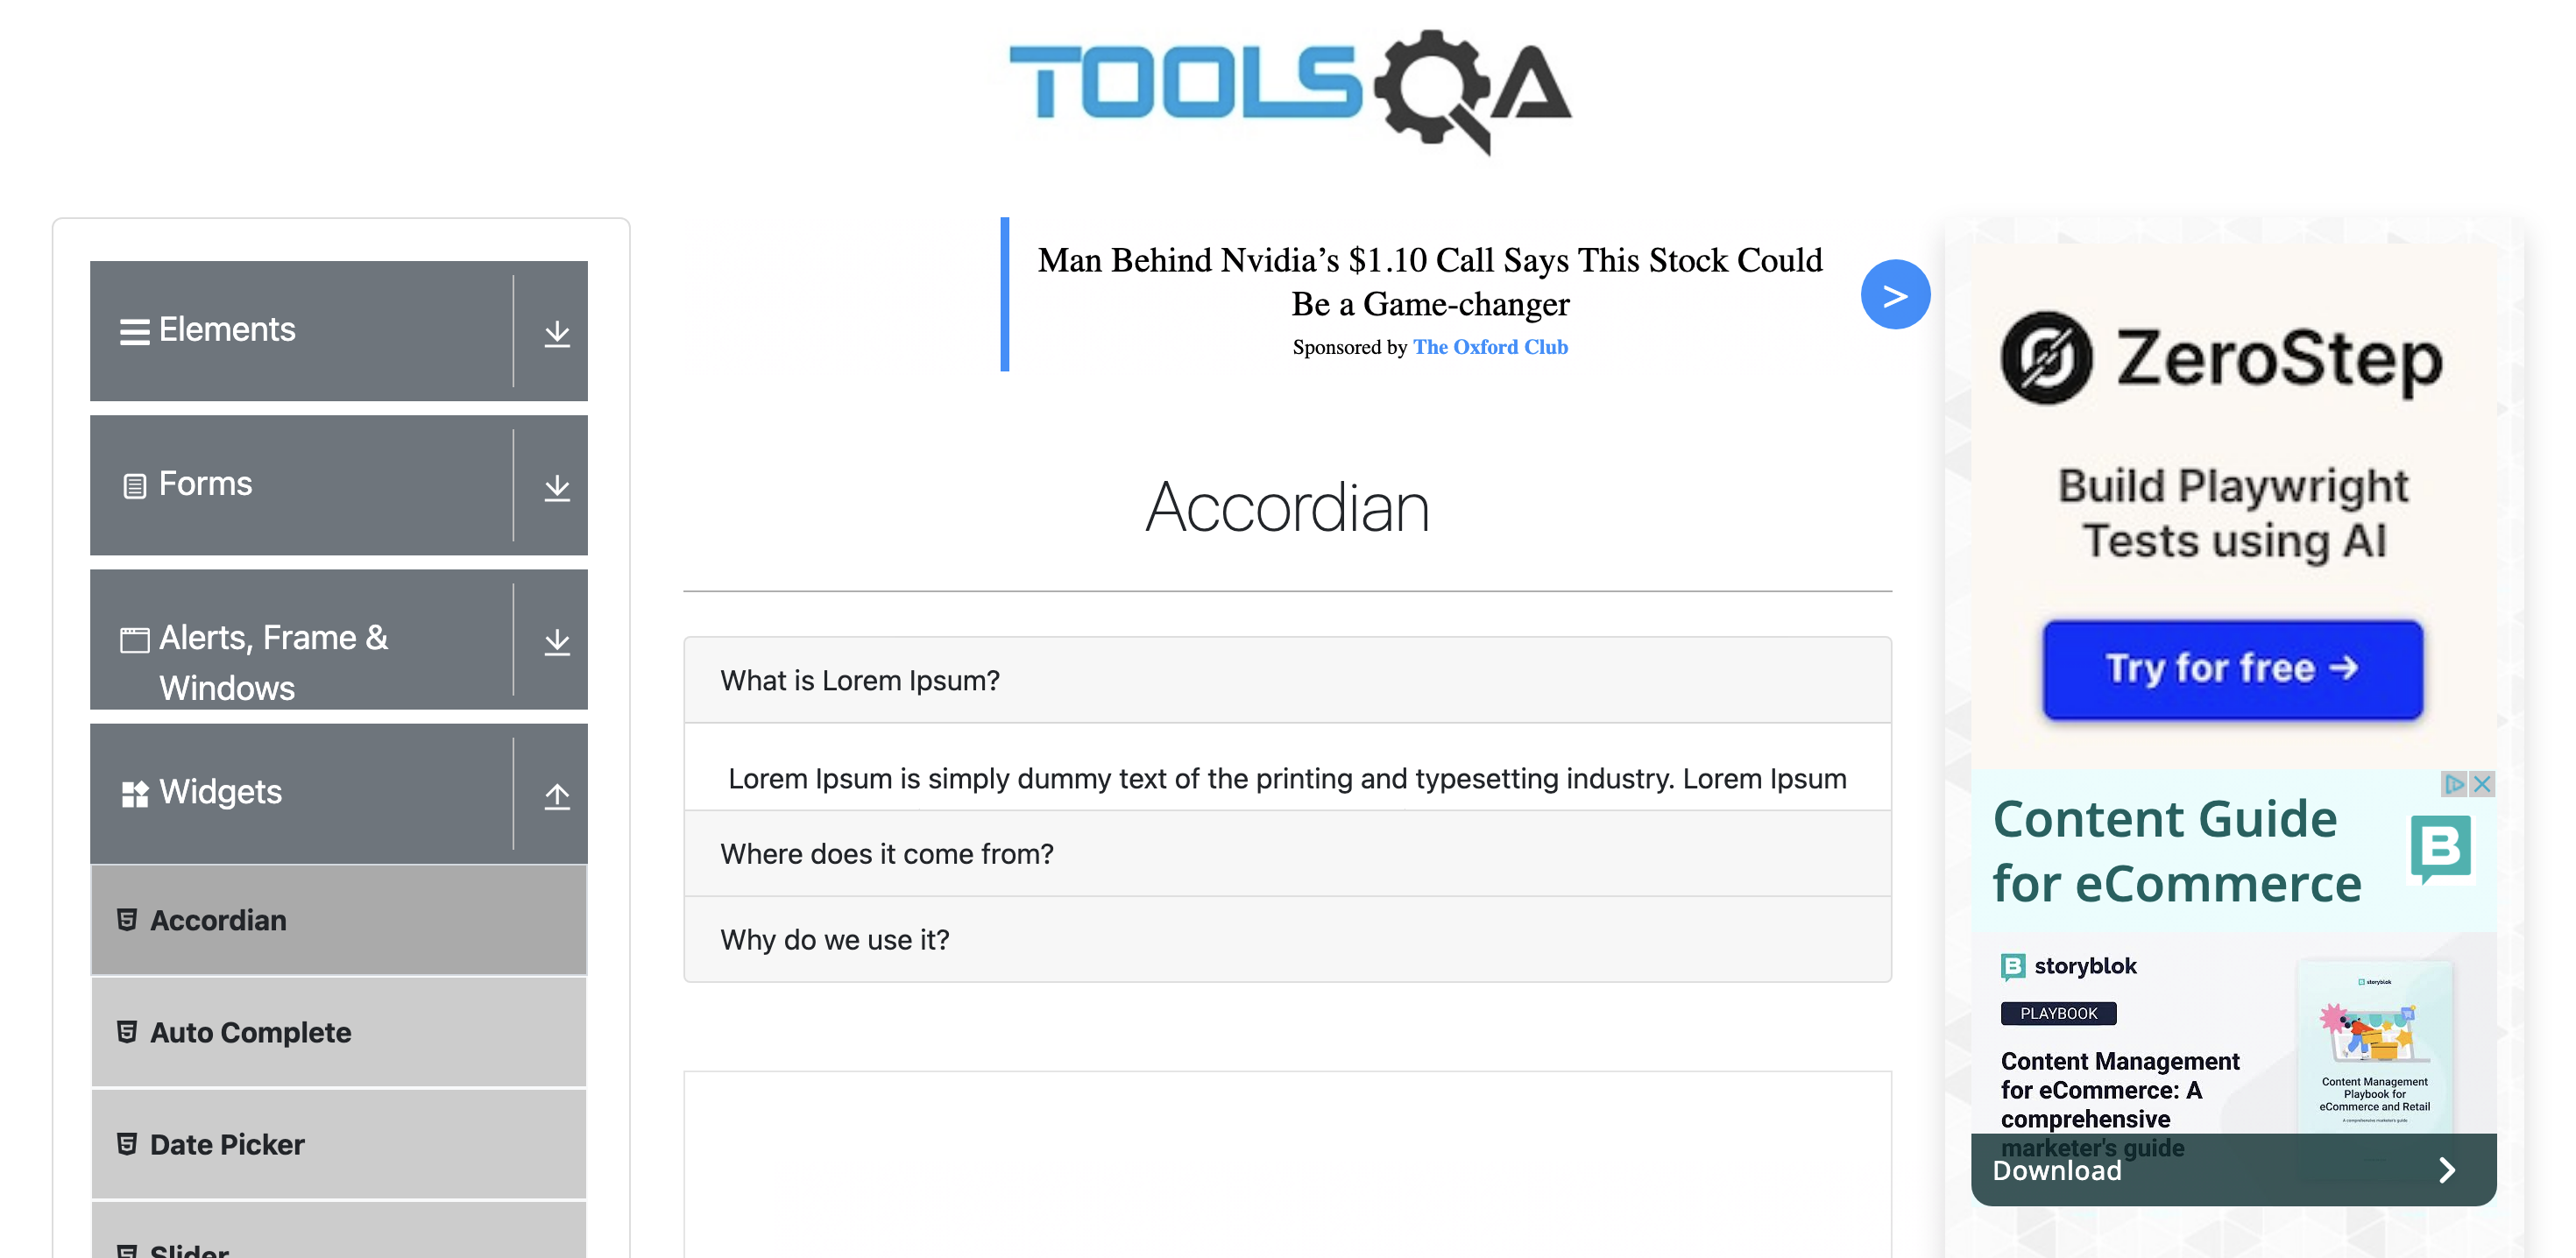 TOOLSQA
Elements
Forms
Alerts, Frame &
Windows
Widgets
Accordian
Auto Complete
Date Picker
Slider
Man Behind Nvidia’s $1.10 Call Says This Stock Could
Be a Game-changer
Sponsored by The Oxford Club
>
Accordian
What is Lorem Ipsum?
Lorem Ipsum is simply dummy text of the printing and typesetting industry. Lorem Ipsum
Where does it come from?
Why do we use it?
ZeroStep
Build Playwright
Tests using AI
Try for free →
Content Guide
for eCommerce
B
B storyblok
PLAYBOOK
Content Management
for eCommerce: A
comprehensive
marketer's guide
storyblok
Content Management
Playbook for
eCommerce and Retail
A comprehensive marketer's guide
Download